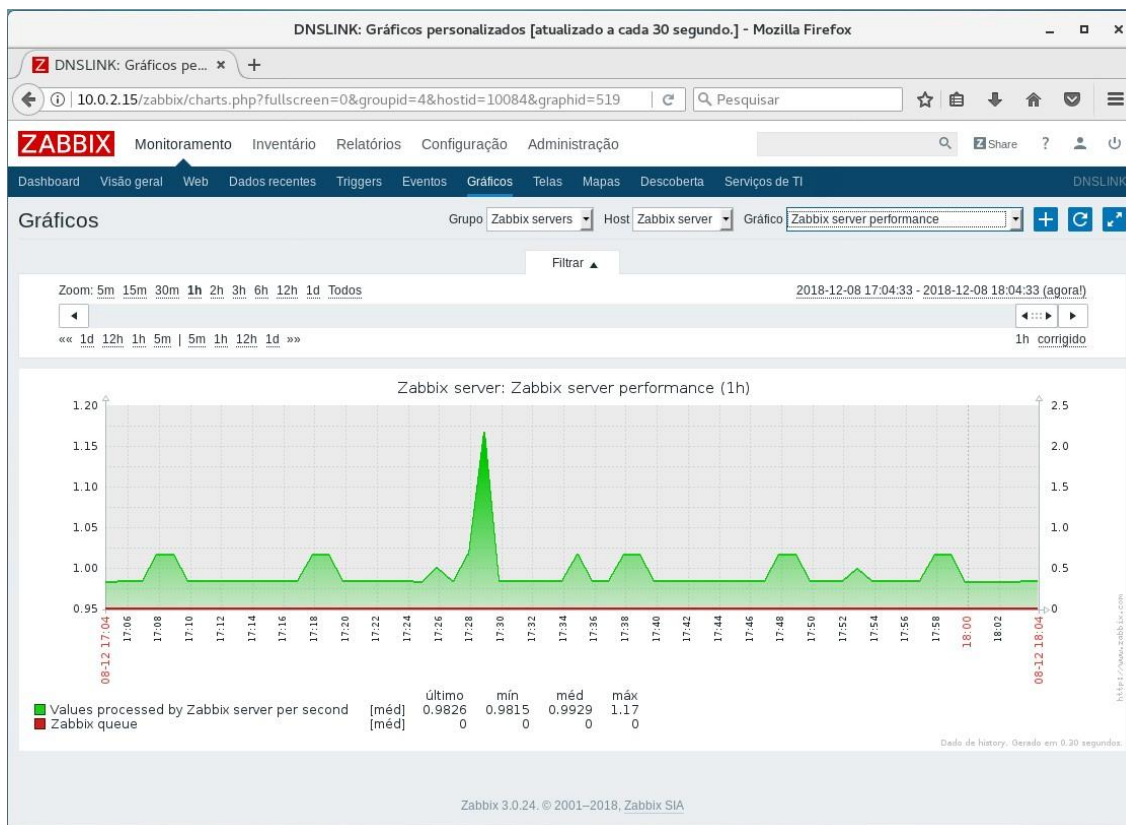 DNSLINK: Gráficos personalizados [atualizado a cada 30 segundo.] - Mozilla Firefox
Z DNSLINK: Gráficos pe... × +
10.0.2.15/zabbix/charts.php?fullscreen=0&groupid=4&hostid=10084&graphid=519 Pesquisar
ZABBIX Monitoramento Inventário Relatórios Configuração Administração Z Share ?
Dashboard Visão geral Web Dados recentes Triggers Eventos Gráficos Telas Mapas Descoberta Serviços de TI DNSLINK
Gráficos Grupo Zabbix servers Host Zabbix server Gráfico Zabbix server performance
Filtrar
Zoom: 5m 15m 30m 1h 2h 3h 6h 12h 1d Todos 2018-12-08 17:04:33 - 2018-12-08 18:04:33 (agora!)
«« 1d 12h 1h 5m | 5m 1h 12h 1d »» 1h corrigido
Zabbix server: Zabbix server performance (1h)
1.20 2.5
1.15 2.0
1.10 1.5
1.05 1.0
1.00 0.5
0.95 0
08-12 17:04 17:06 17:08 17:10 17:12 17:14 17:16 17:18 17:20 17:22 17:24 17:26 17:28 17:30 17:32 17:34 17:36 17:38 17:40 17:42 17:44 17:46 17:48 17:50 17:52 17:54 17:56 17:58 18:00 18:02 08-12 18:04
http://www.zabbix.com
último mín méd máx
Values processed by Zabbix server per second [méd] 0.9826 0.9815 0.9929 1.17
Zabbix queue [méd] 0 0 0 0
Dado de history. Gerado em 0.30 segundos.
Zabbix 3.0.24. © 2001–2018, Zabbix SIA